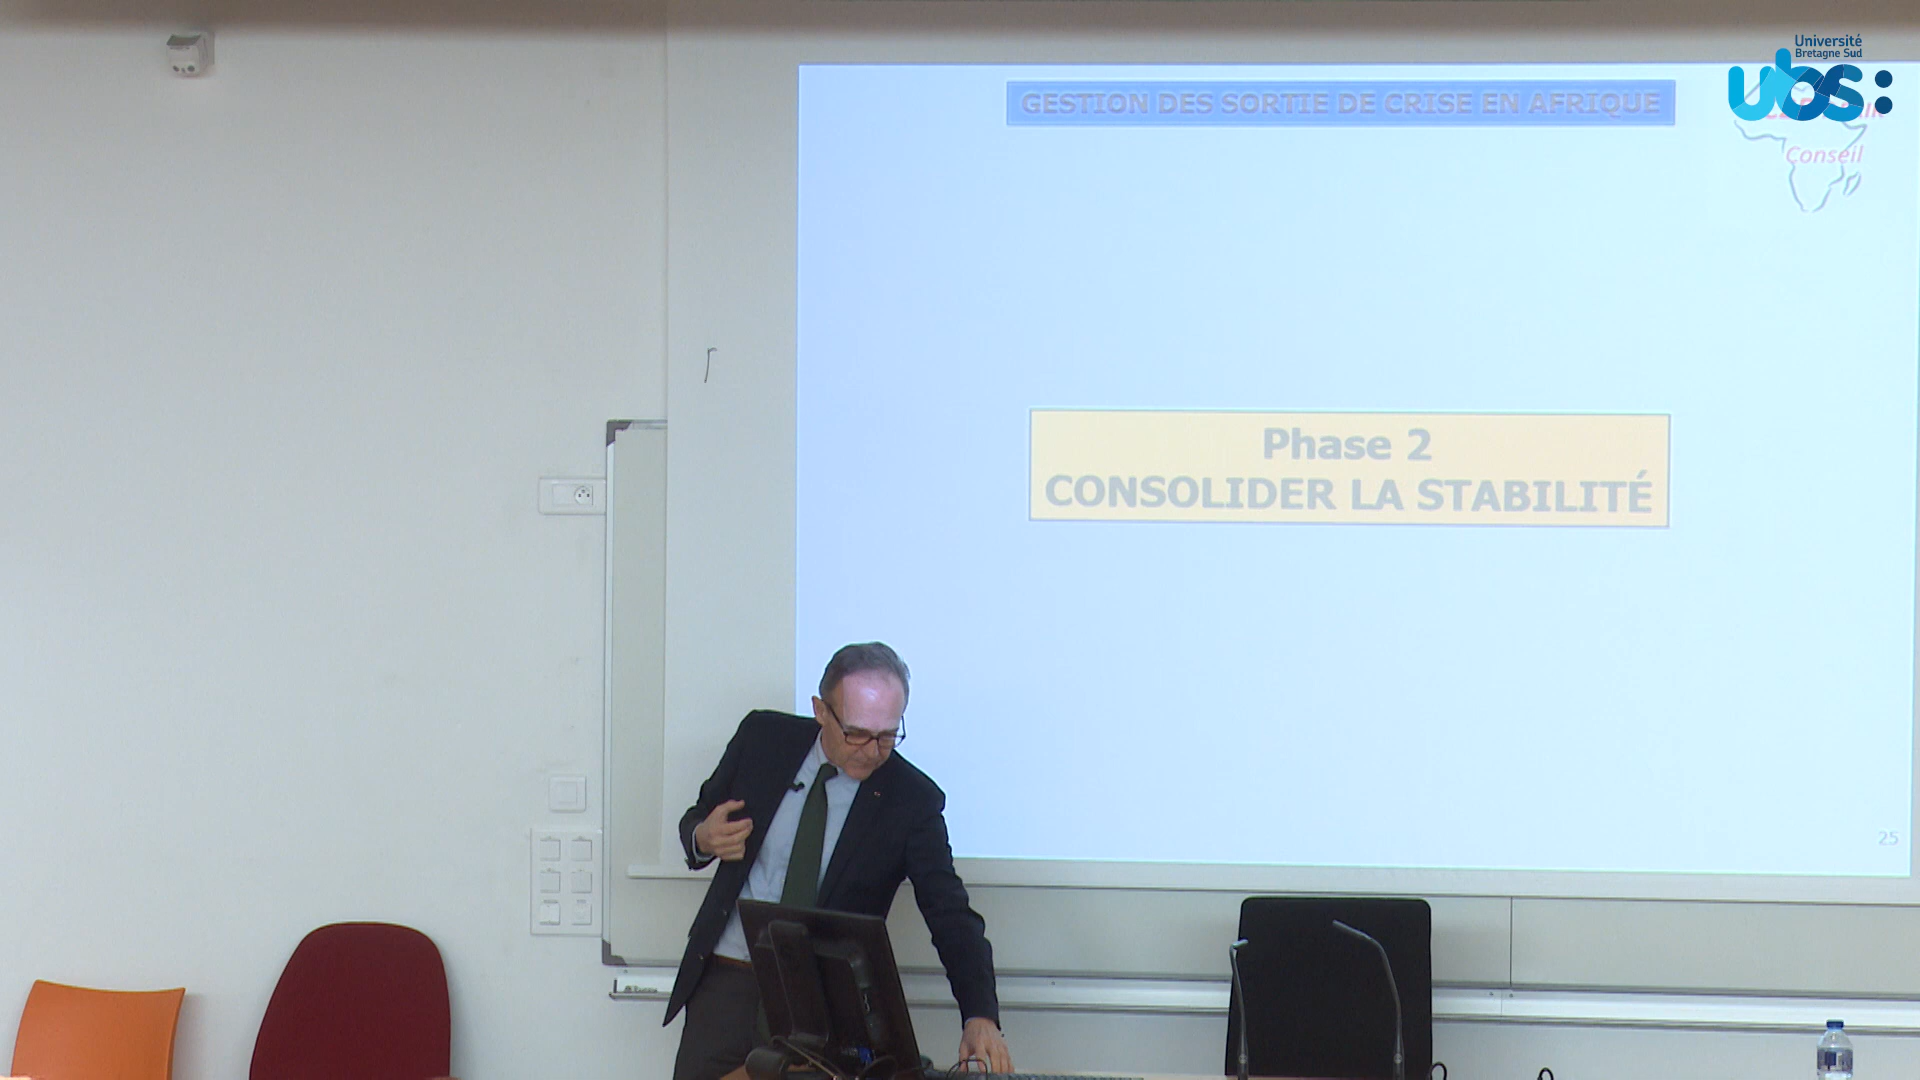 Université
Bretagne Sud
ubs:
GESTION DES SORTIE DE CRISE EN AFRIQUE
Conseil
Phase 2
CONSOLIDER LA STABILITÉ
25